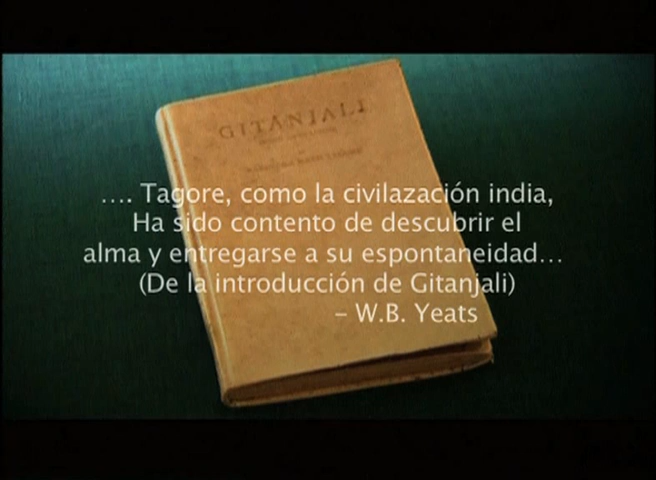 GITANJALI
…. Tagore, como la civilazación india,
Ha sido contento de descubrir el
alma y entregarse a su espontaneidad…
(De la introducción de Gitanjali)
– W.B. Yeats